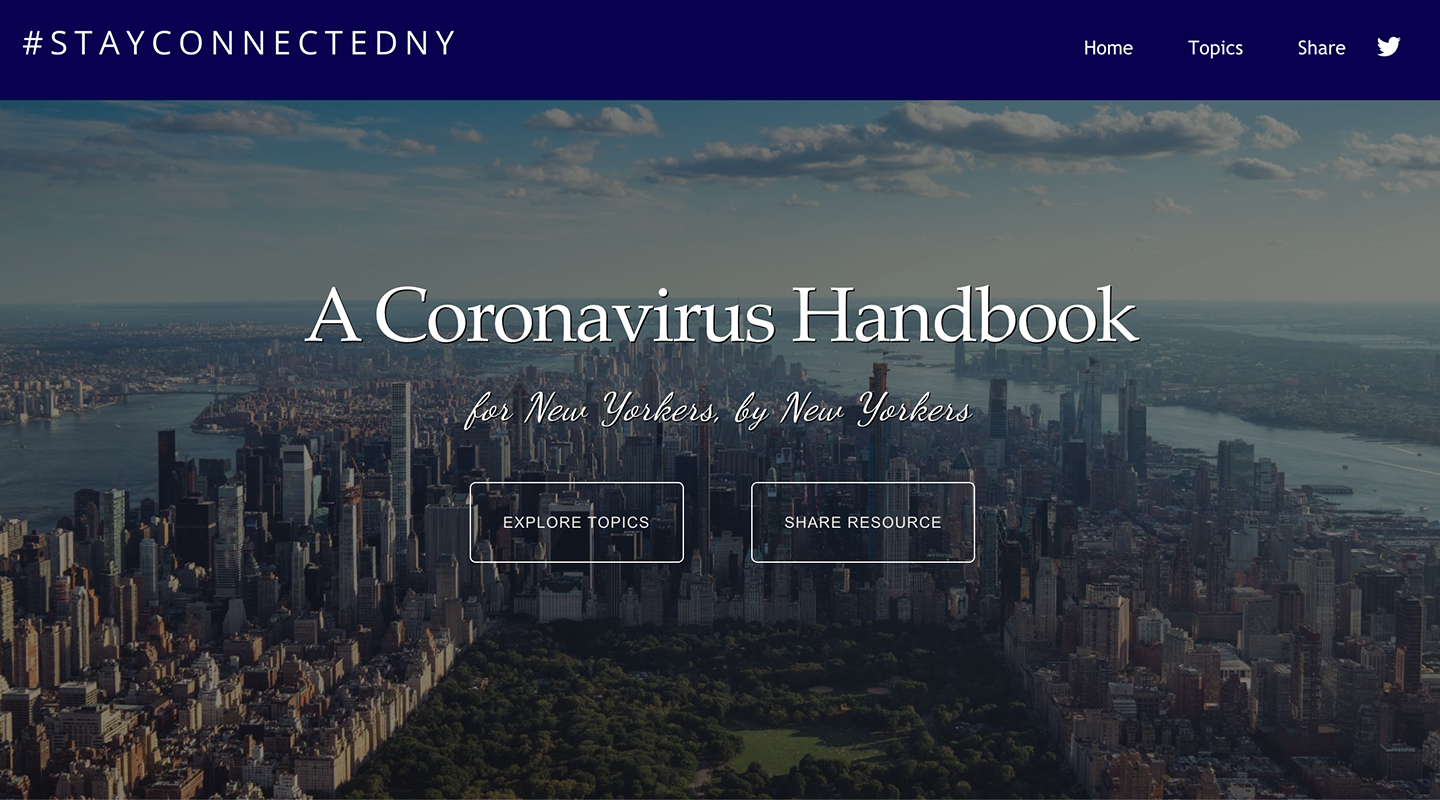 #STAYCONNECTEDNY
Home Topics Share
A Coronavirus Handbook
for New Yorkers, by New Yorkers
EXPLORE TOPICS
SHARE RESOURCE